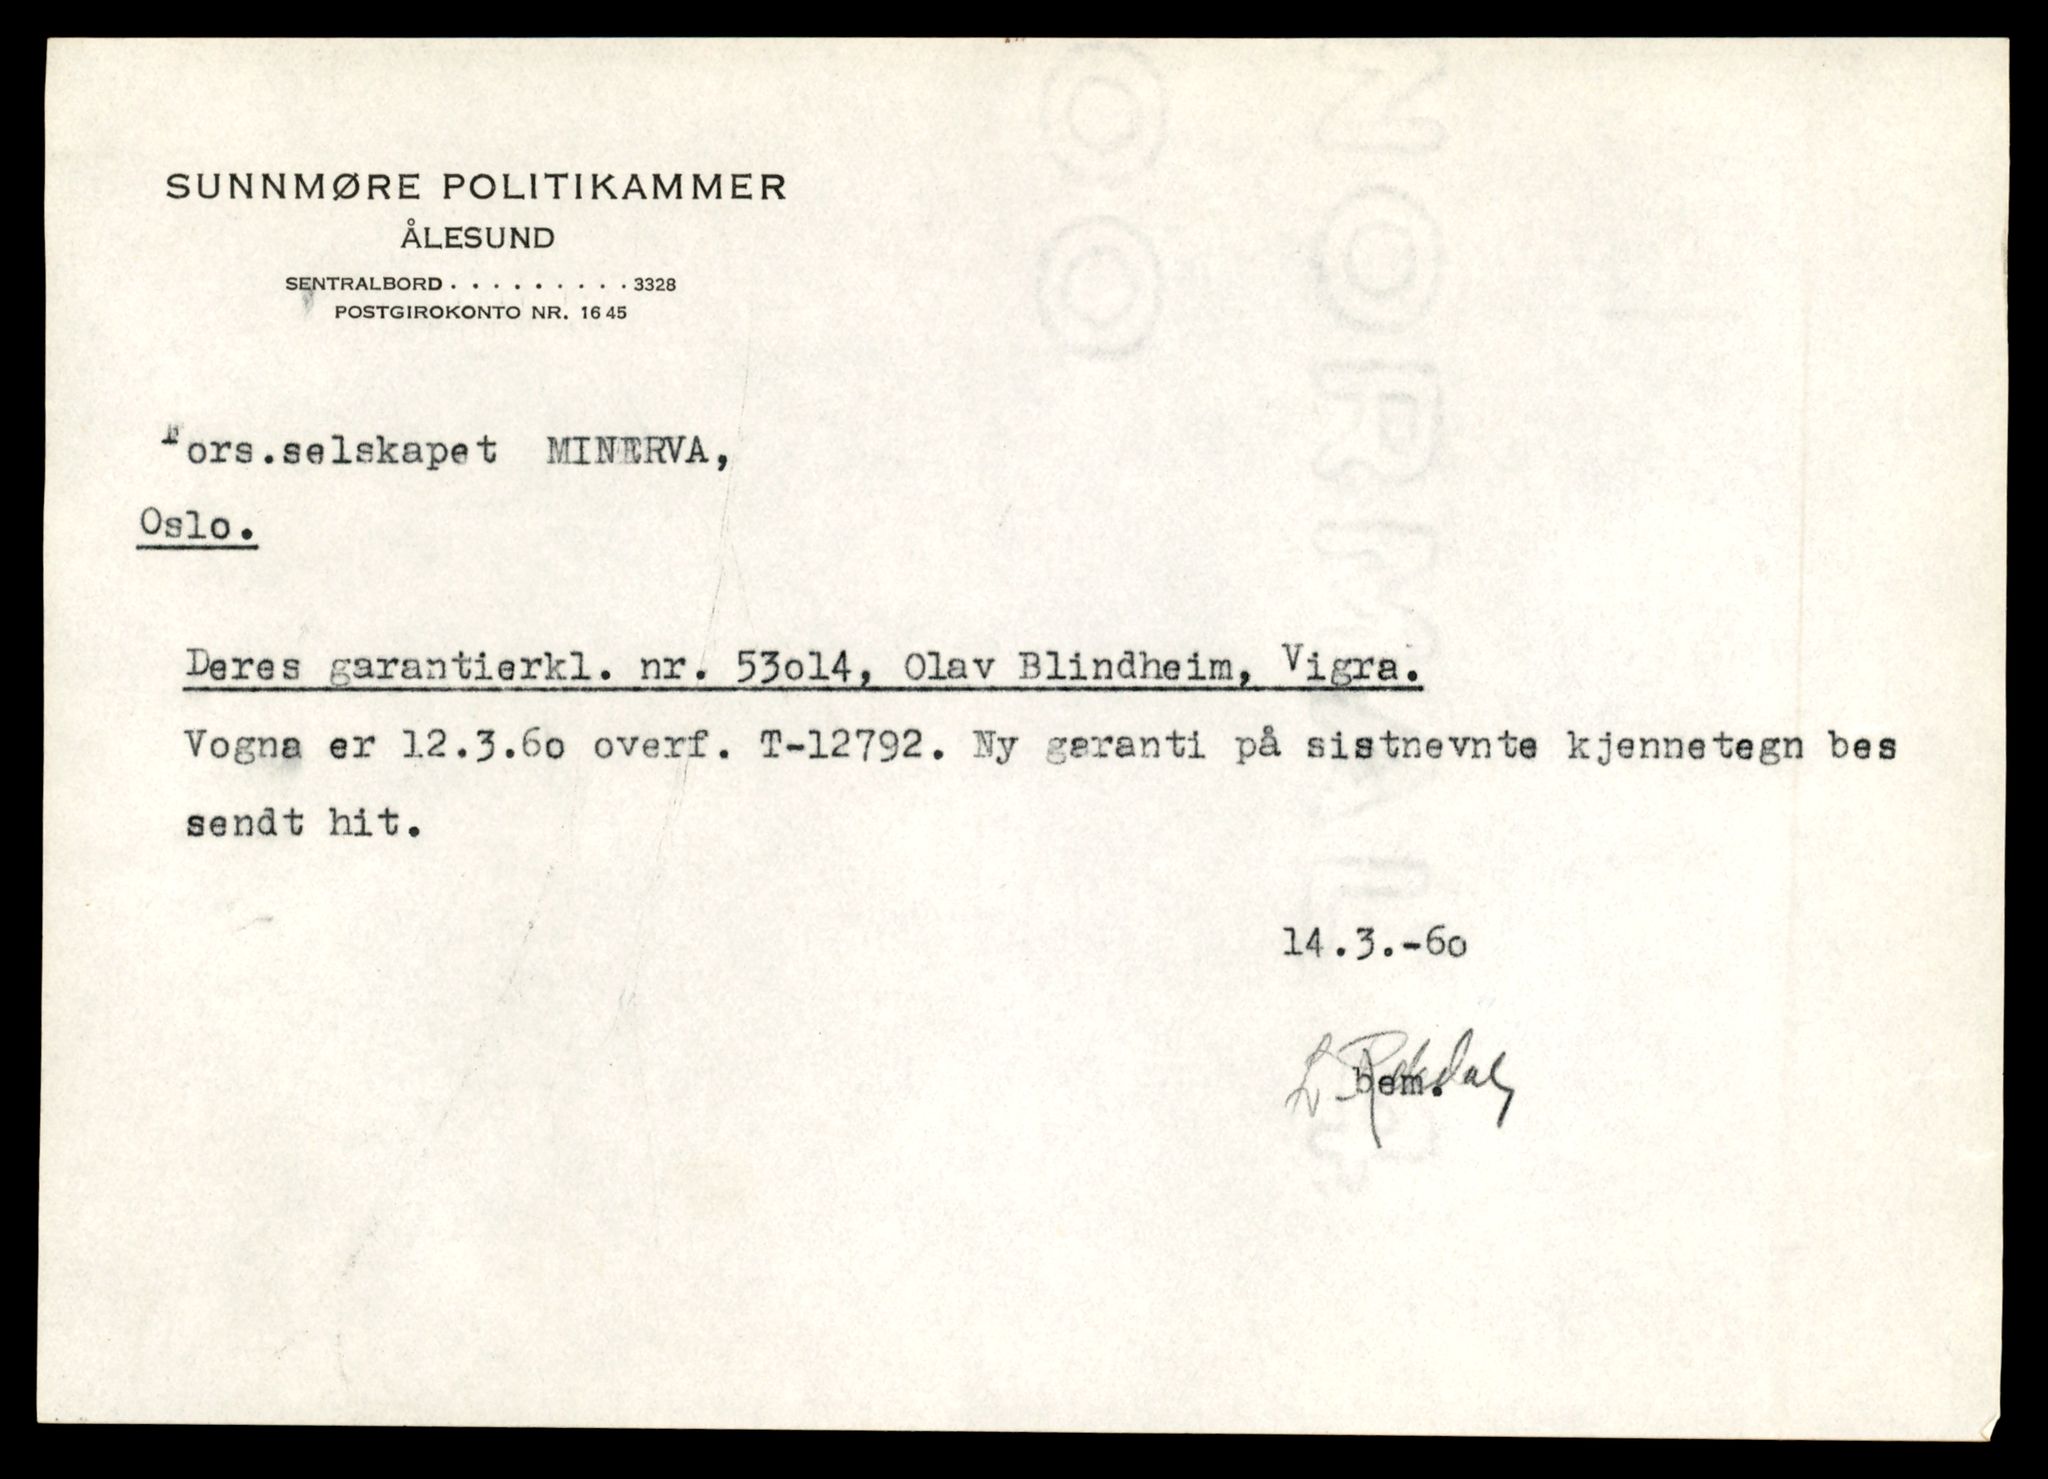 SUNNMØRE POLITIKAMMER
ÅLESUND
SENTRALBORD . . . . . . . . . 3328
POSTGIROKONTO NR. 1645
Fors.selskapet MINERVA,
Oslo.
Deres garantierkl. nr. 53o14, Olav Blindheim, Vigra.
Vogna er 12.3.6o overf. T-12792. Ny garanti på sistnevnte kjennetegn bes
sendt hit.
14.3.-6o
L Rekdal
bem.